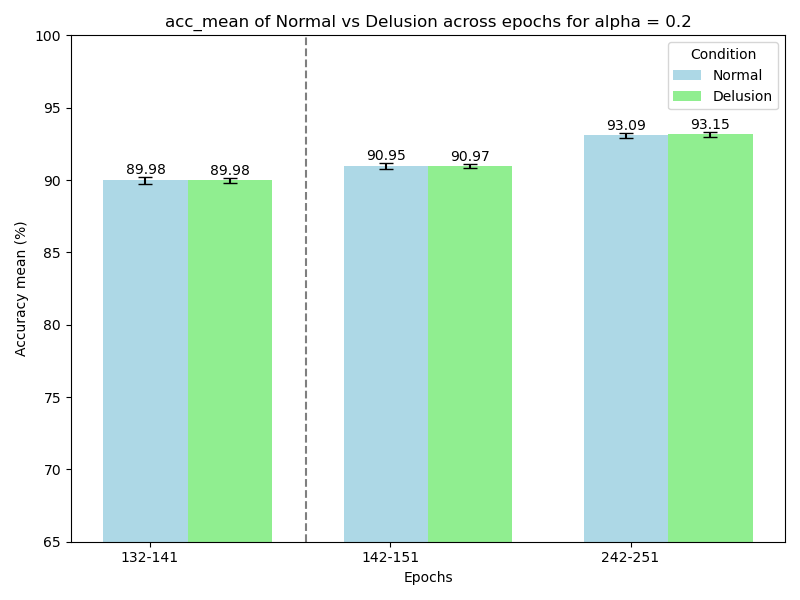 acc_mean of Normal vs Delusion across epochs for alpha = 0.2
Condition
Normal
Delusion
100
95
90
85
80
75
70
65
Accuracy mean (%)
89.98
89.98
90.95
90.97
93.09
93.15
132-141
142-151
242-251
Epochs